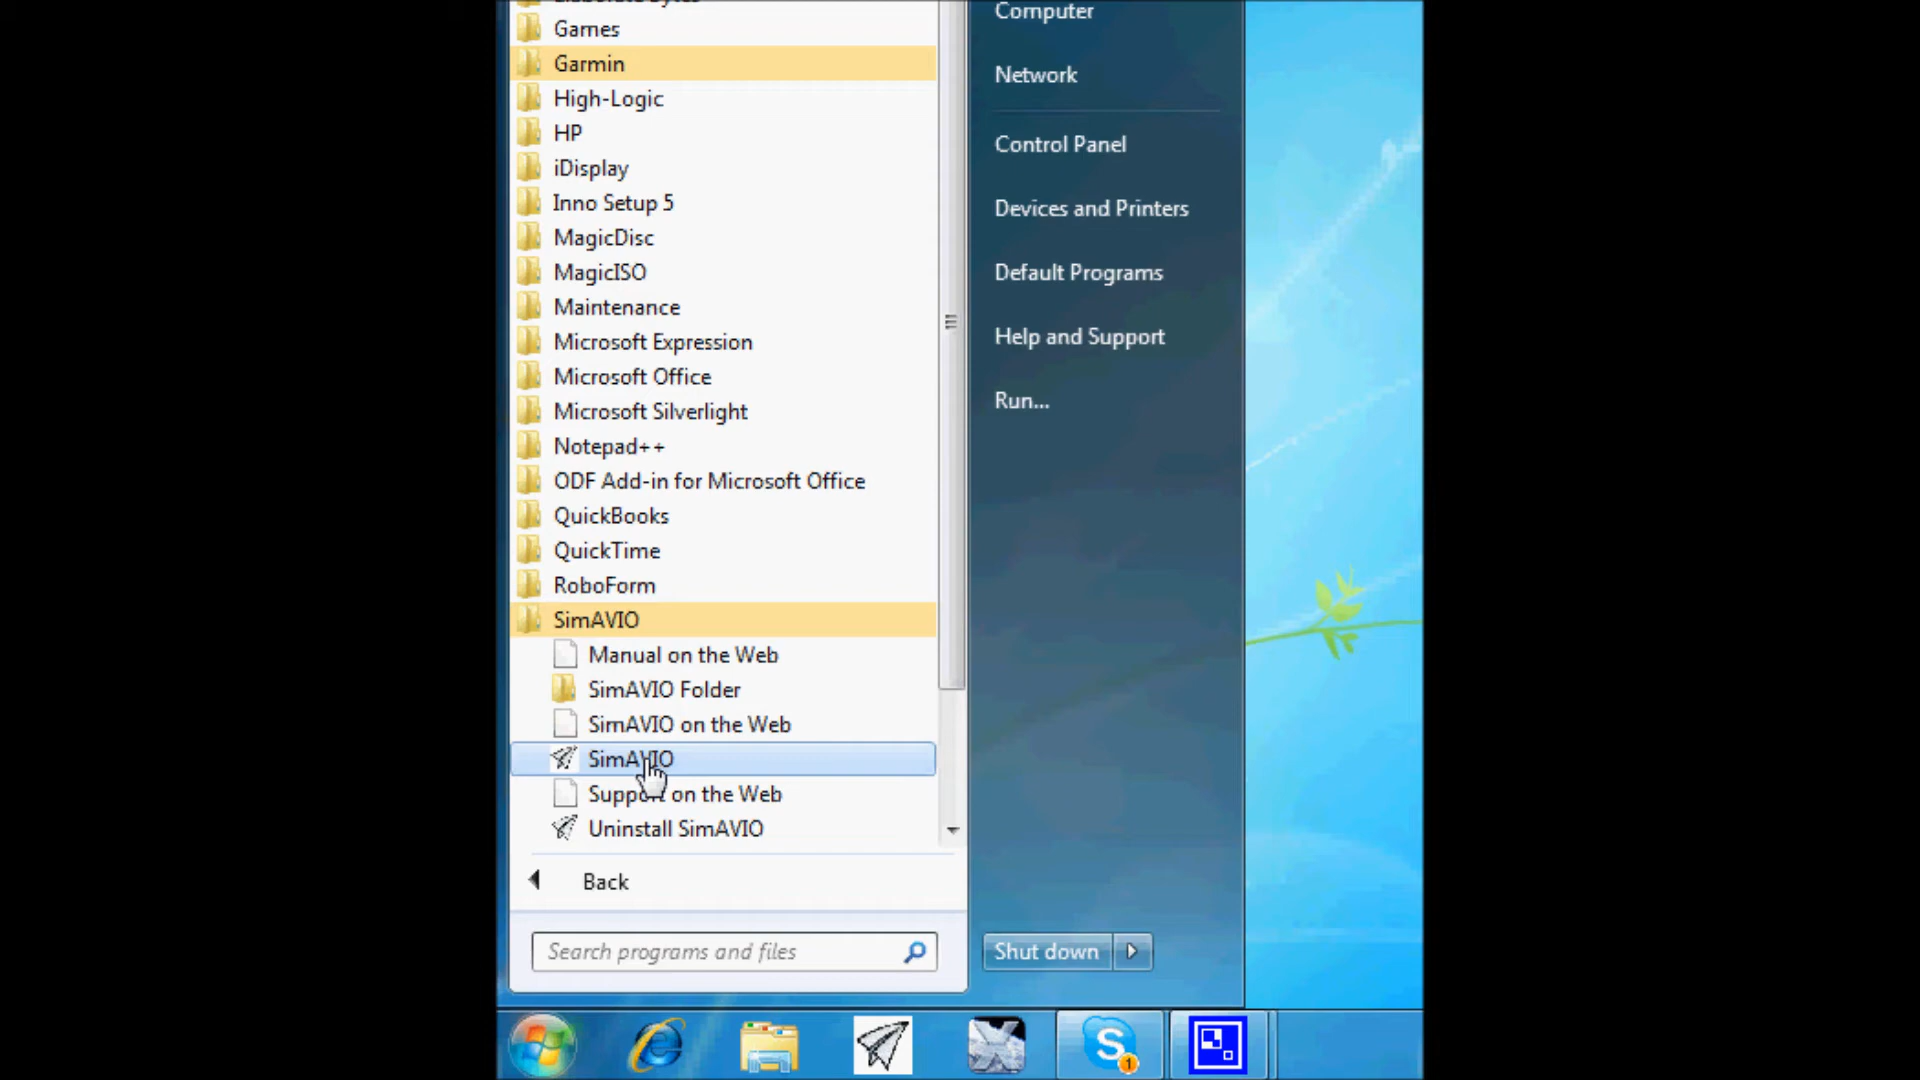 Games
Garmin
High-Logic
HP
iDisplay
Inno Setup 5
MagicDisc
MagicISO
Maintenance
Microsoft Expression
Microsoft Office
Microsoft Silverlight
Notepad++
ODF Add-in for Microsoft Office
QuickBooks
QuickTime
RoboForm
SimAVIO
Manual on the Web
SimAVIO Folder
SimAVIO on the Web
SimAVIO
Support on the Web
Uninstall SimAVIO
Back
Search programs and files
Computer
Network
Control Panel
Devices and Printers
Default Programs
Help and Support
Run...
Shut down
S
1